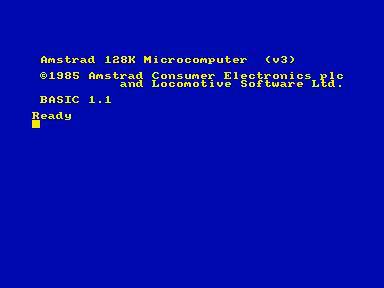 Amstrad 128K Microcomputer  (v3)
©1985 Amstrad Consumer Electronics plc
and Locomotive Software Ltd.
BASIC 1.1
Ready